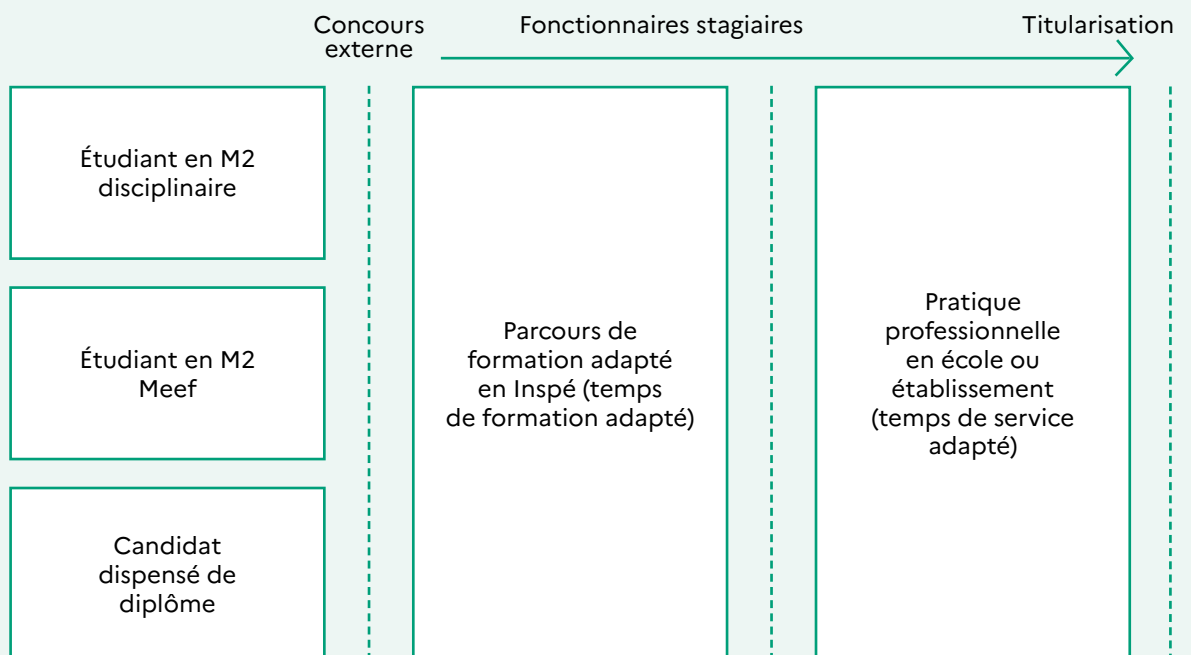 Concours
externe
Fonctionnaires stagiaires
Titularisation
Étudiant en M2
disciplinaire
Étudiant en M2
Meef
Candidat
dispensé de
diplôme
Parcours de
formation adapté
en Inspé (temps
de formation adapté)
Pratique
professionnelle
en école ou
établissement
(temps de service
adapté)